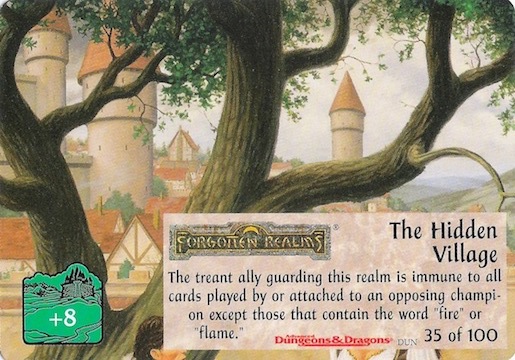 The Hidden
Village
FORGOTTEN REALMS®
The treant ally guarding this realm is immune to all
cards played by or attached to an opposing champi-
on except those that contain the word "fire" or
"flame."
+8
Advanced
Dungeons & Dragons
DUN 35 of 100